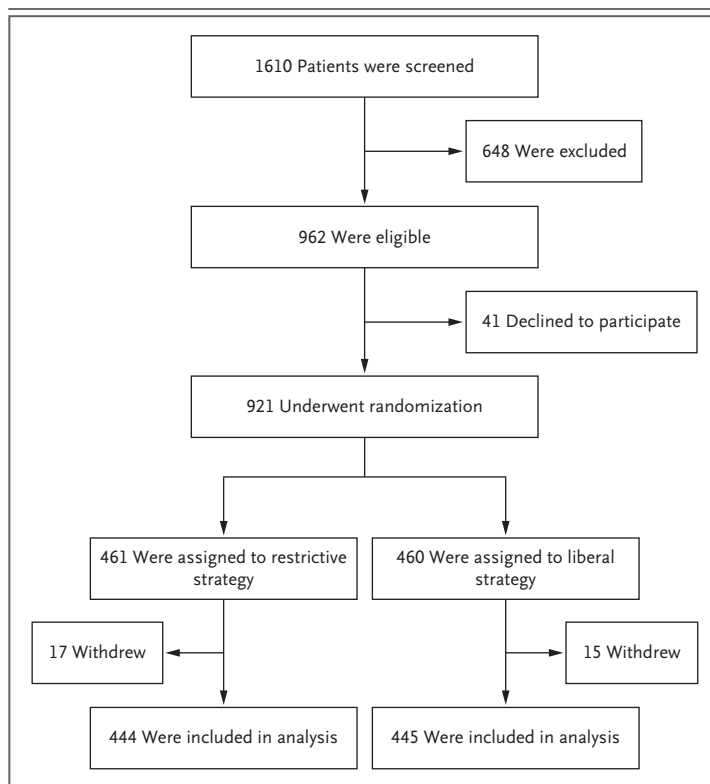 1610 Patients were screened
648 Were excluded
962 Were eligible
41 Declined to participate
921 Underwent randomization
461 Were assigned to restrictive
strategy
460 Were assigned to liberal
strategy
17 Withdrew
15 Withdrew
444 Were included in analysis
445 Were included in analysis